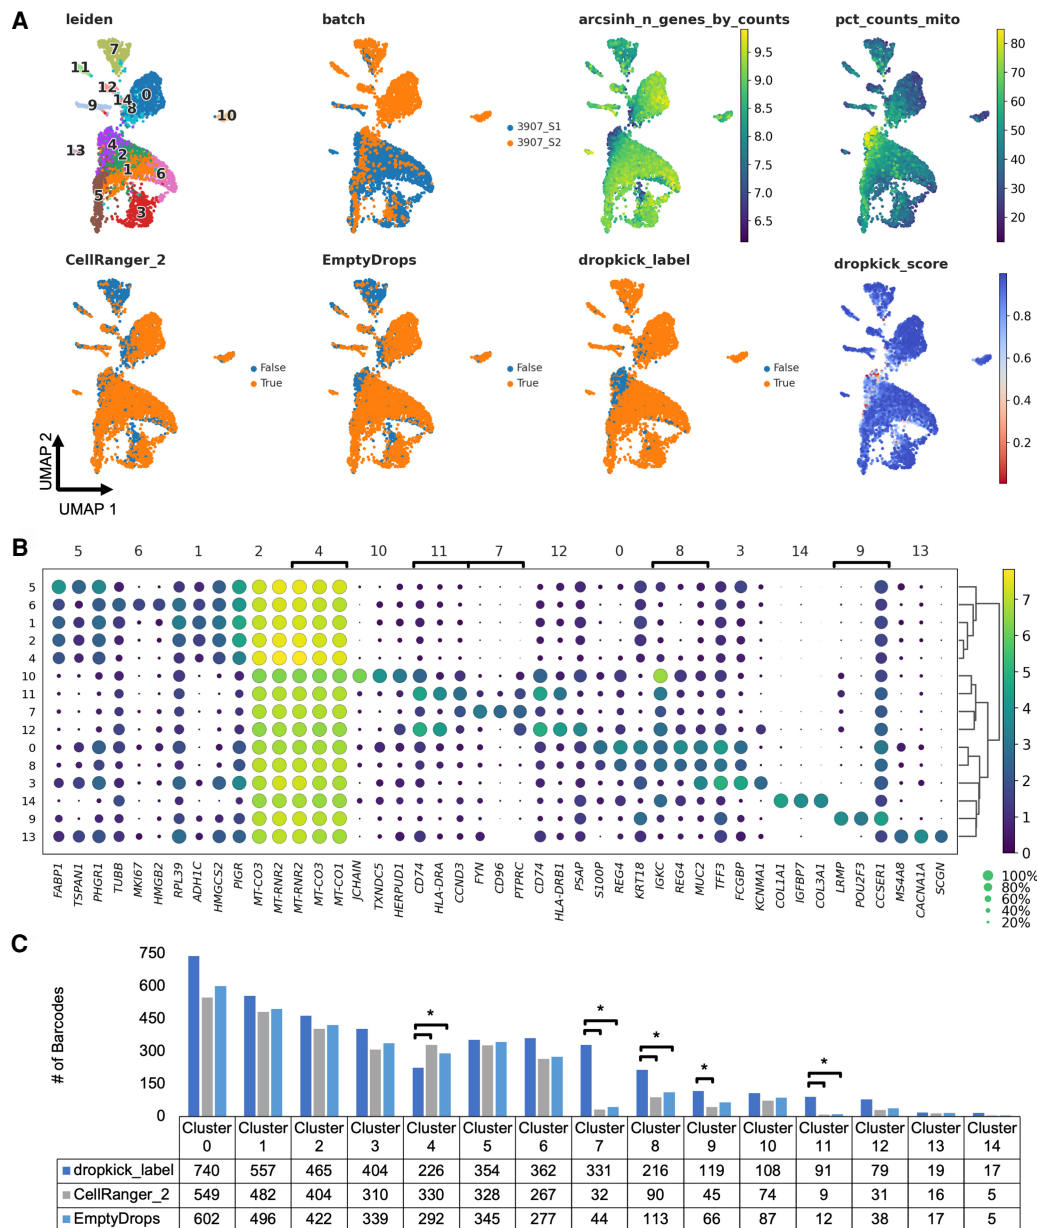 A
leiden
batch
arcsinh_n_genes_by_counts
pct_counts_mito
7
11
12
14
0
9
8
10
4
13
2
1
6
5
3
3907_S1
3907_S2
9.5
9.0
8.5
8.0
7.5
7.0
6.5
80
70
60
50
40
30
20
CellRanger_2
EmptyDrops
dropkick_label
dropkick_score
False
True
False
True
False
True
0.8
0.6
0.4
0.2
UMAP 2
UMAP 1
B
5 6 1 2 4 10 11 7 12 0 8 3 14 9 13
5
6
1
2
4
10
11
7
12
0
8
3
14
9
13
FABP1 TSPAN1 PHGR1 TUBB MKI67 HMGB2 RPL39 ADH1C HMGCS2 PIGR MT-CO3 MT-RNR2 MT-RNR2 MT-CO3 MT-CO1 JCHAIN TXNDC5 HERPUD1 CD74 HLA-DRA CCND3 FYN CD96 PTPRC CD74 HLA-DRB1 PSAP S100P REG4 KRT18 IGKC REG4 MUC2 TFF3 FCGBP KCNMA1 COL1A1 IGFBP7 COL3A1 LRMP POU2F3 CCSER1 MS4A8 CACNA1A SCGN
7
6
5
4
3
2
1
0
100%
80%
60%
40%
20%
C
# of Barcodes
750
600
450
300
150
0
* * * * *
Cluster 0 Cluster 1 Cluster 2 Cluster 3 Cluster 4 Cluster 5 Cluster 6 Cluster 7 Cluster 8 Cluster 9 Cluster 10 Cluster 11 Cluster 12 Cluster 13 Cluster 14
dropkick_label 740 557 465 404 226 354 362 331 216 119 108 91 79 19 17
CellRanger_2 549 482 404 310 330 328 267 32 90 45 74 9 31 16 5
EmptyDrops 602 496 422 339 292 345 277 44 113 66 87 12 38 17 5